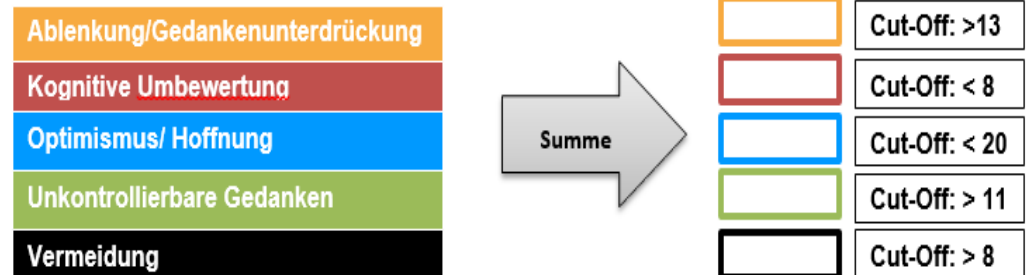 Ablenkung/Gedankenunterdrückung
Cut-Off: >13
Kognitive Umbewertung
Cut-Off: < 8
Optimismus/ Hoffnung
Summe
Cut-Off: < 20
Unkontrollierbare Gedanken
Cut-Off: > 11
Vermeidung
Cut-Off: > 8